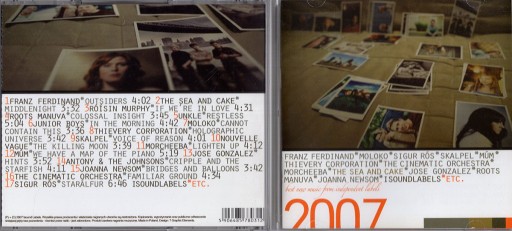 1FRANZ FERDINAND*OUTSIDERS 4:02 2THE SEA AND CAKE*
MIDDLENIGHT 3:32 3RÓISÍN MURPHY*IF WE'RE IN LOVE 4:31
4ROOTS MANUVA*COLOSSAL INSIGHT 3:45 5UNKLE*RESTLESS
5:04 6JUNIOR BOYS*IN THE MORNING 4:42 7MOLOKO*CANNOT
CONTAIN THIS 3:36 8THIEVERY CORPORATION*HOLOGRAPHIC
UNIVERSE 3:42 9SKALPEL*VOICE OF REASON 4:01 10NOUVELLE
VAGUE*THE KILLING MOON 3:39 11MORCHEEBA*LIGHTEN UP 4:12
12MÚM*WE HAVE A MAP OF THE PIANO 5:19 13JOSE GONZALEZ*
HINTS 3:52 14ANTONY & THE JOHNSONS*CRIPPLE AND THE
STARFISH 4:11 15JOANNA NEWSOM*BRIDGES AND BALLOONS 3:42
16THE CINEMATIC ORCHESTRA*FAMILIAR GROUND 4:34
17SIGUR RÓS*STARÁLFUR 6:46 ISOUNDLABELS*ETC.
FRANZ FERDINAND*MOLOKO*SIGUR RÓS*SKALPEL*MÚM*
THIEVERY CORPORATION*THE CINEMATIC ORCHESTRA*
MORCHEEBA*THE SEA AND CAKE*JOSE GONZALEZ*ROOTS
MANUVA*JOANNA NEWSOM*ISOUNDLABELS*ETC.
best new music from independent labels
2007